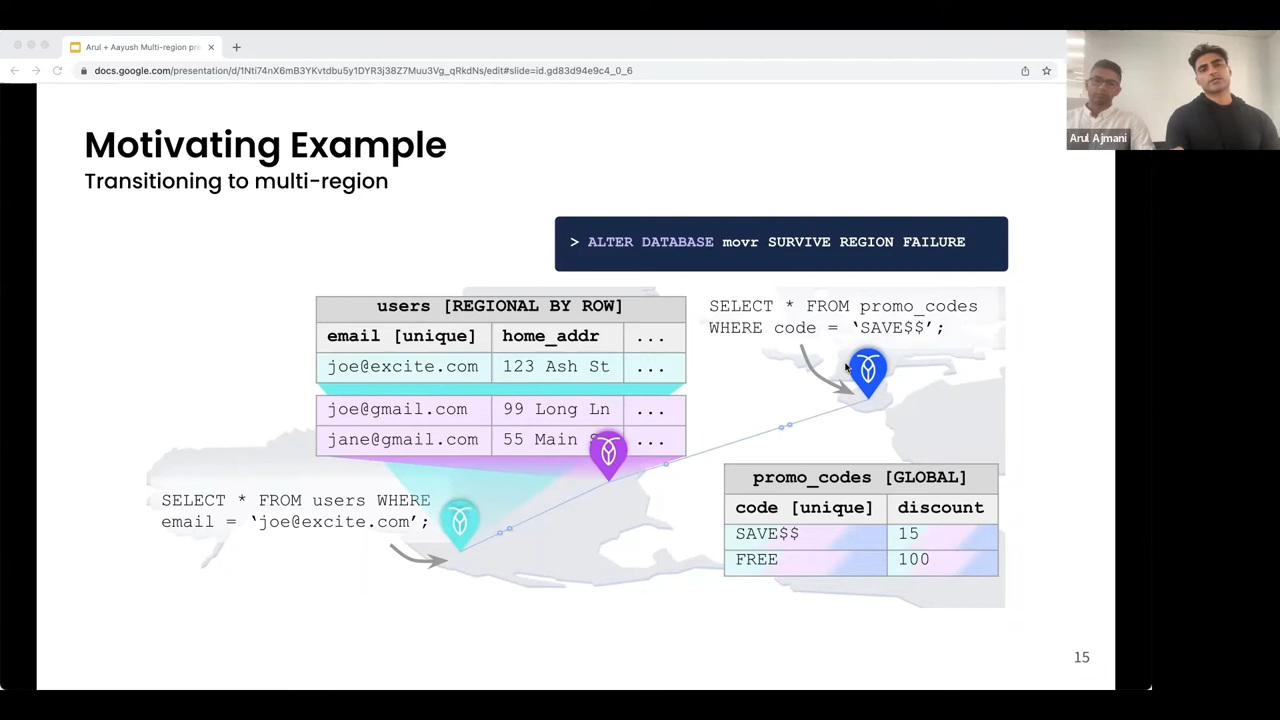 Arul + Aayush Multi-region pre
docs.google.com/presentation/d/1Nti74nX6mB3YKvtdbu5y1DYR3j38Z7Muu3Vg_qRkdNs/edit#slide=id.gd83d94e9c4_0_6
Arul Ajmani
Motivating Example
Transitioning to multi-region
> ALTER DATABASE movr SURVIVE REGION FAILURE
users [REGIONAL BY ROW]
email [unique] home_addr ...
joe@excite.com 123 Ash St ...
joe@gmail.com 99 Long Ln ...
jane@gmail.com 55 Main ...
SELECT * FROM promo_codes
WHERE code = ‘SAVE$$’;
SELECT * FROM users WHERE
email = ‘joe@excite.com’;
promo_codes [GLOBAL]
code [unique] discount
SAVE$$ 15
FREE 100
15